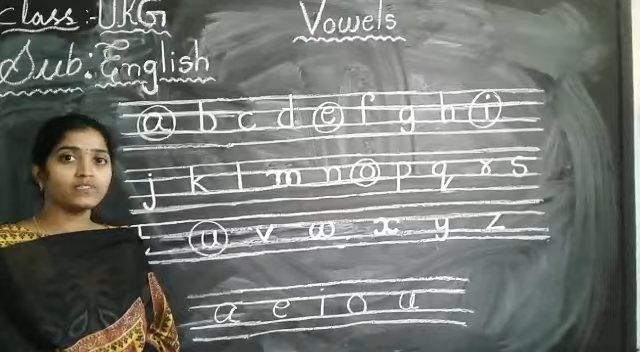 Class:- UKG
Vowels
Sub: English
a b c d e f g h i
j k l m n o p q r s
t u v w x y z
a e i o u